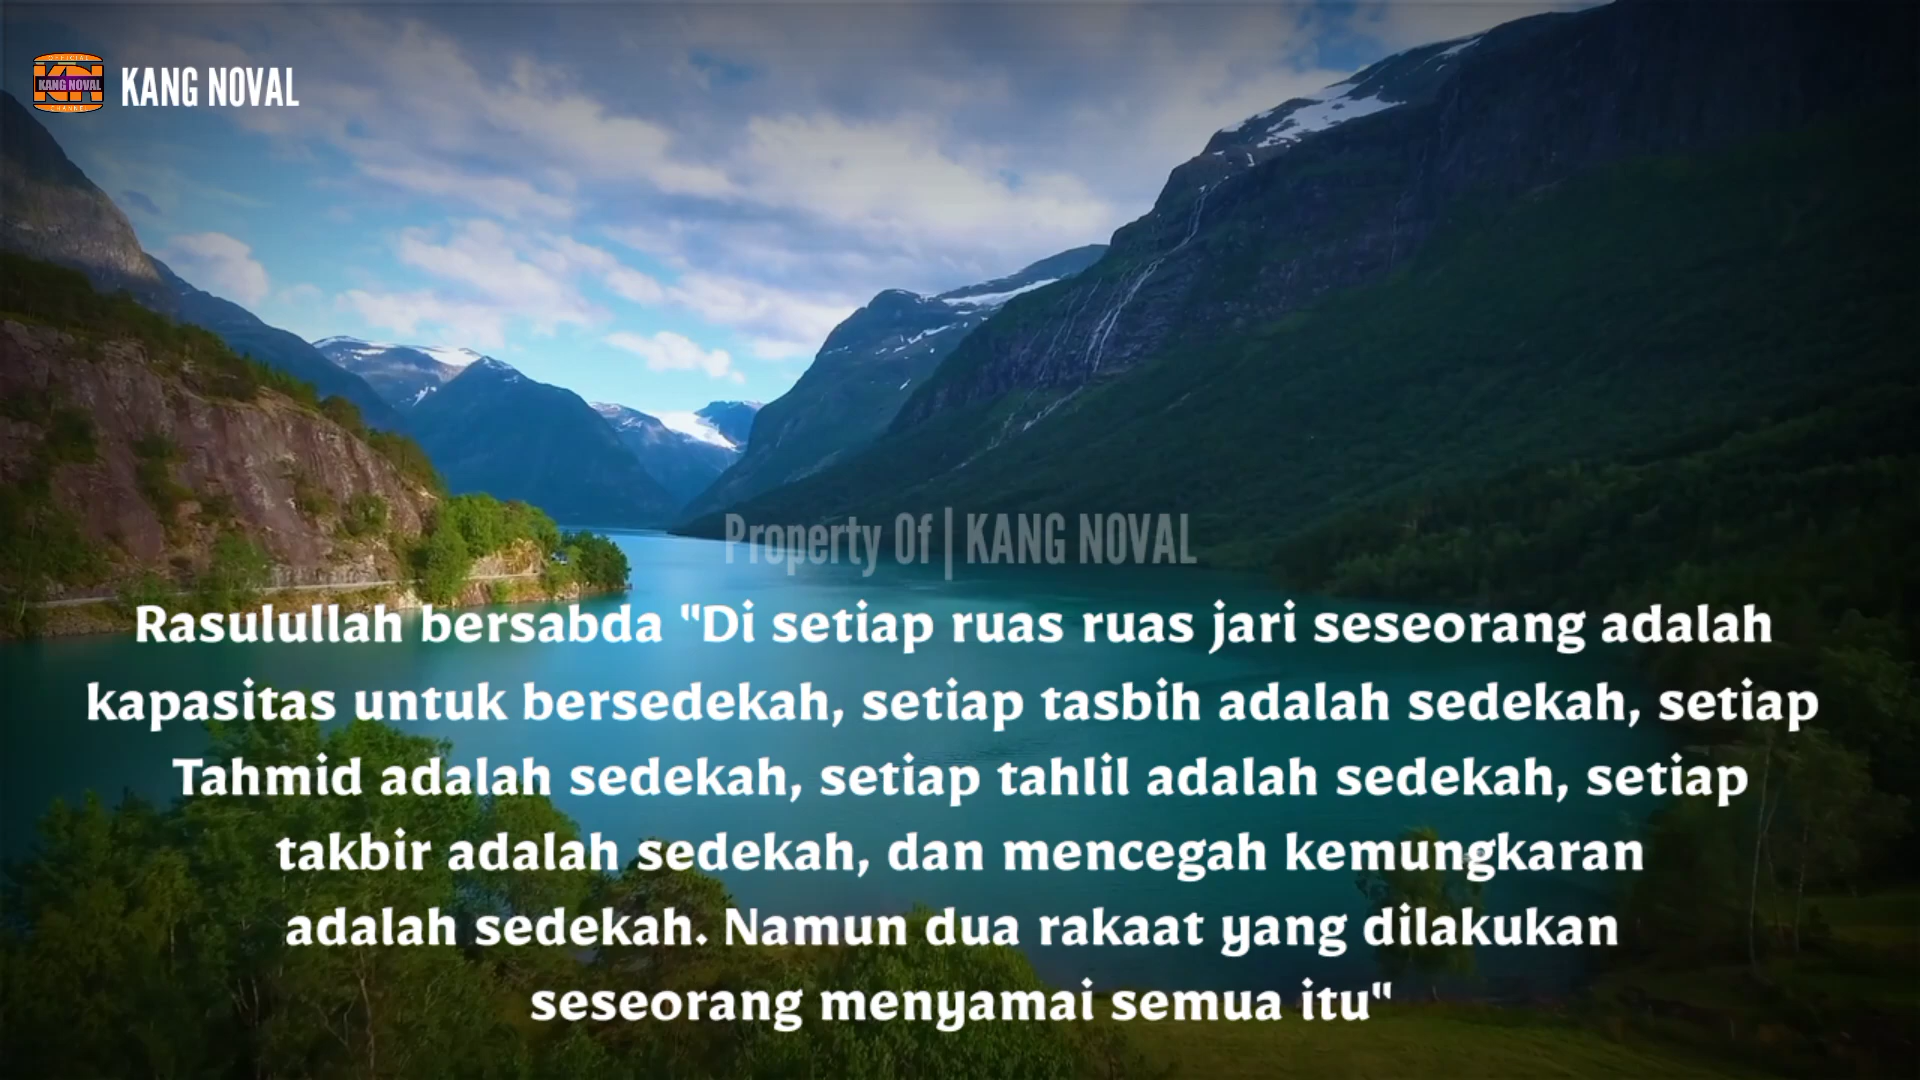 OFFICIAL
KANG NOVAL
CHANNEL
KANG NOVAL
Property Of | KANG NOVAL
Rasulullah bersabda "Di setiap ruas ruas jari seseorang adalah
kapasitas untuk bersedekah, setiap tasbih adalah sedekah, setiap
Tahmid adalah sedekah, setiap tahlil adalah sedekah, setiap
takbir adalah sedekah, dan mencegah kemungkaran
adalah sedekah. Namun dua rakaat yang dilakukan
seseorang menyamai semua itu"